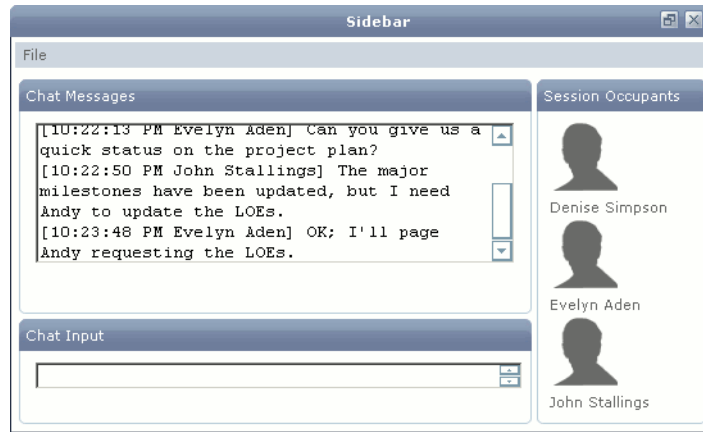 Sidebar
File
Chat Messages
[10:22:13 PM Evelyn Aden] Can you give us a
quick status on the project plan?
[10:22:50 PM John Stallings] The major
milestones have been updated, but I need
Andy to update the LOEs.
[10:23:48 PM Evelyn Aden] OK; I'll page
Andy requesting the LOEs.
Chat Input
Session Occupants
Denise Simpson
Evelyn Aden
John Stallings